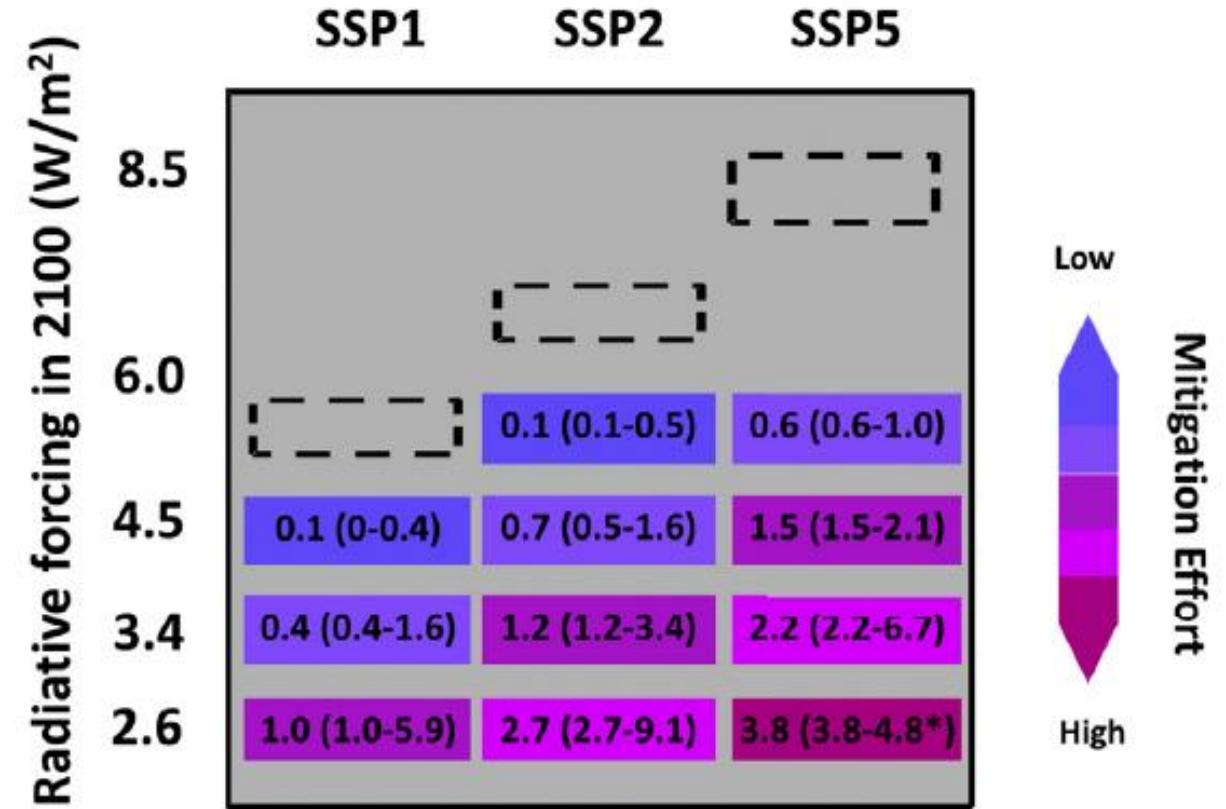 SSP1 SSP2 SSP5
Radiative forcing in 2100 (W/m²)
8.5
6.0
0.1 (0.1-0.5) 0.6 (0.6-1.0)
4.5
0.1 (0-0.4) 0.7 (0.5-1.6) 1.5 (1.5-2.1)
3.4
0.4 (0.4-1.6) 1.2 (1.2-3.4) 2.2 (2.2-6.7)
2.6
1.0 (1.0-5.9) 2.7 (2.7-9.1) 3.8 (3.8-4.8*)
Low
Mitigation Effort
High